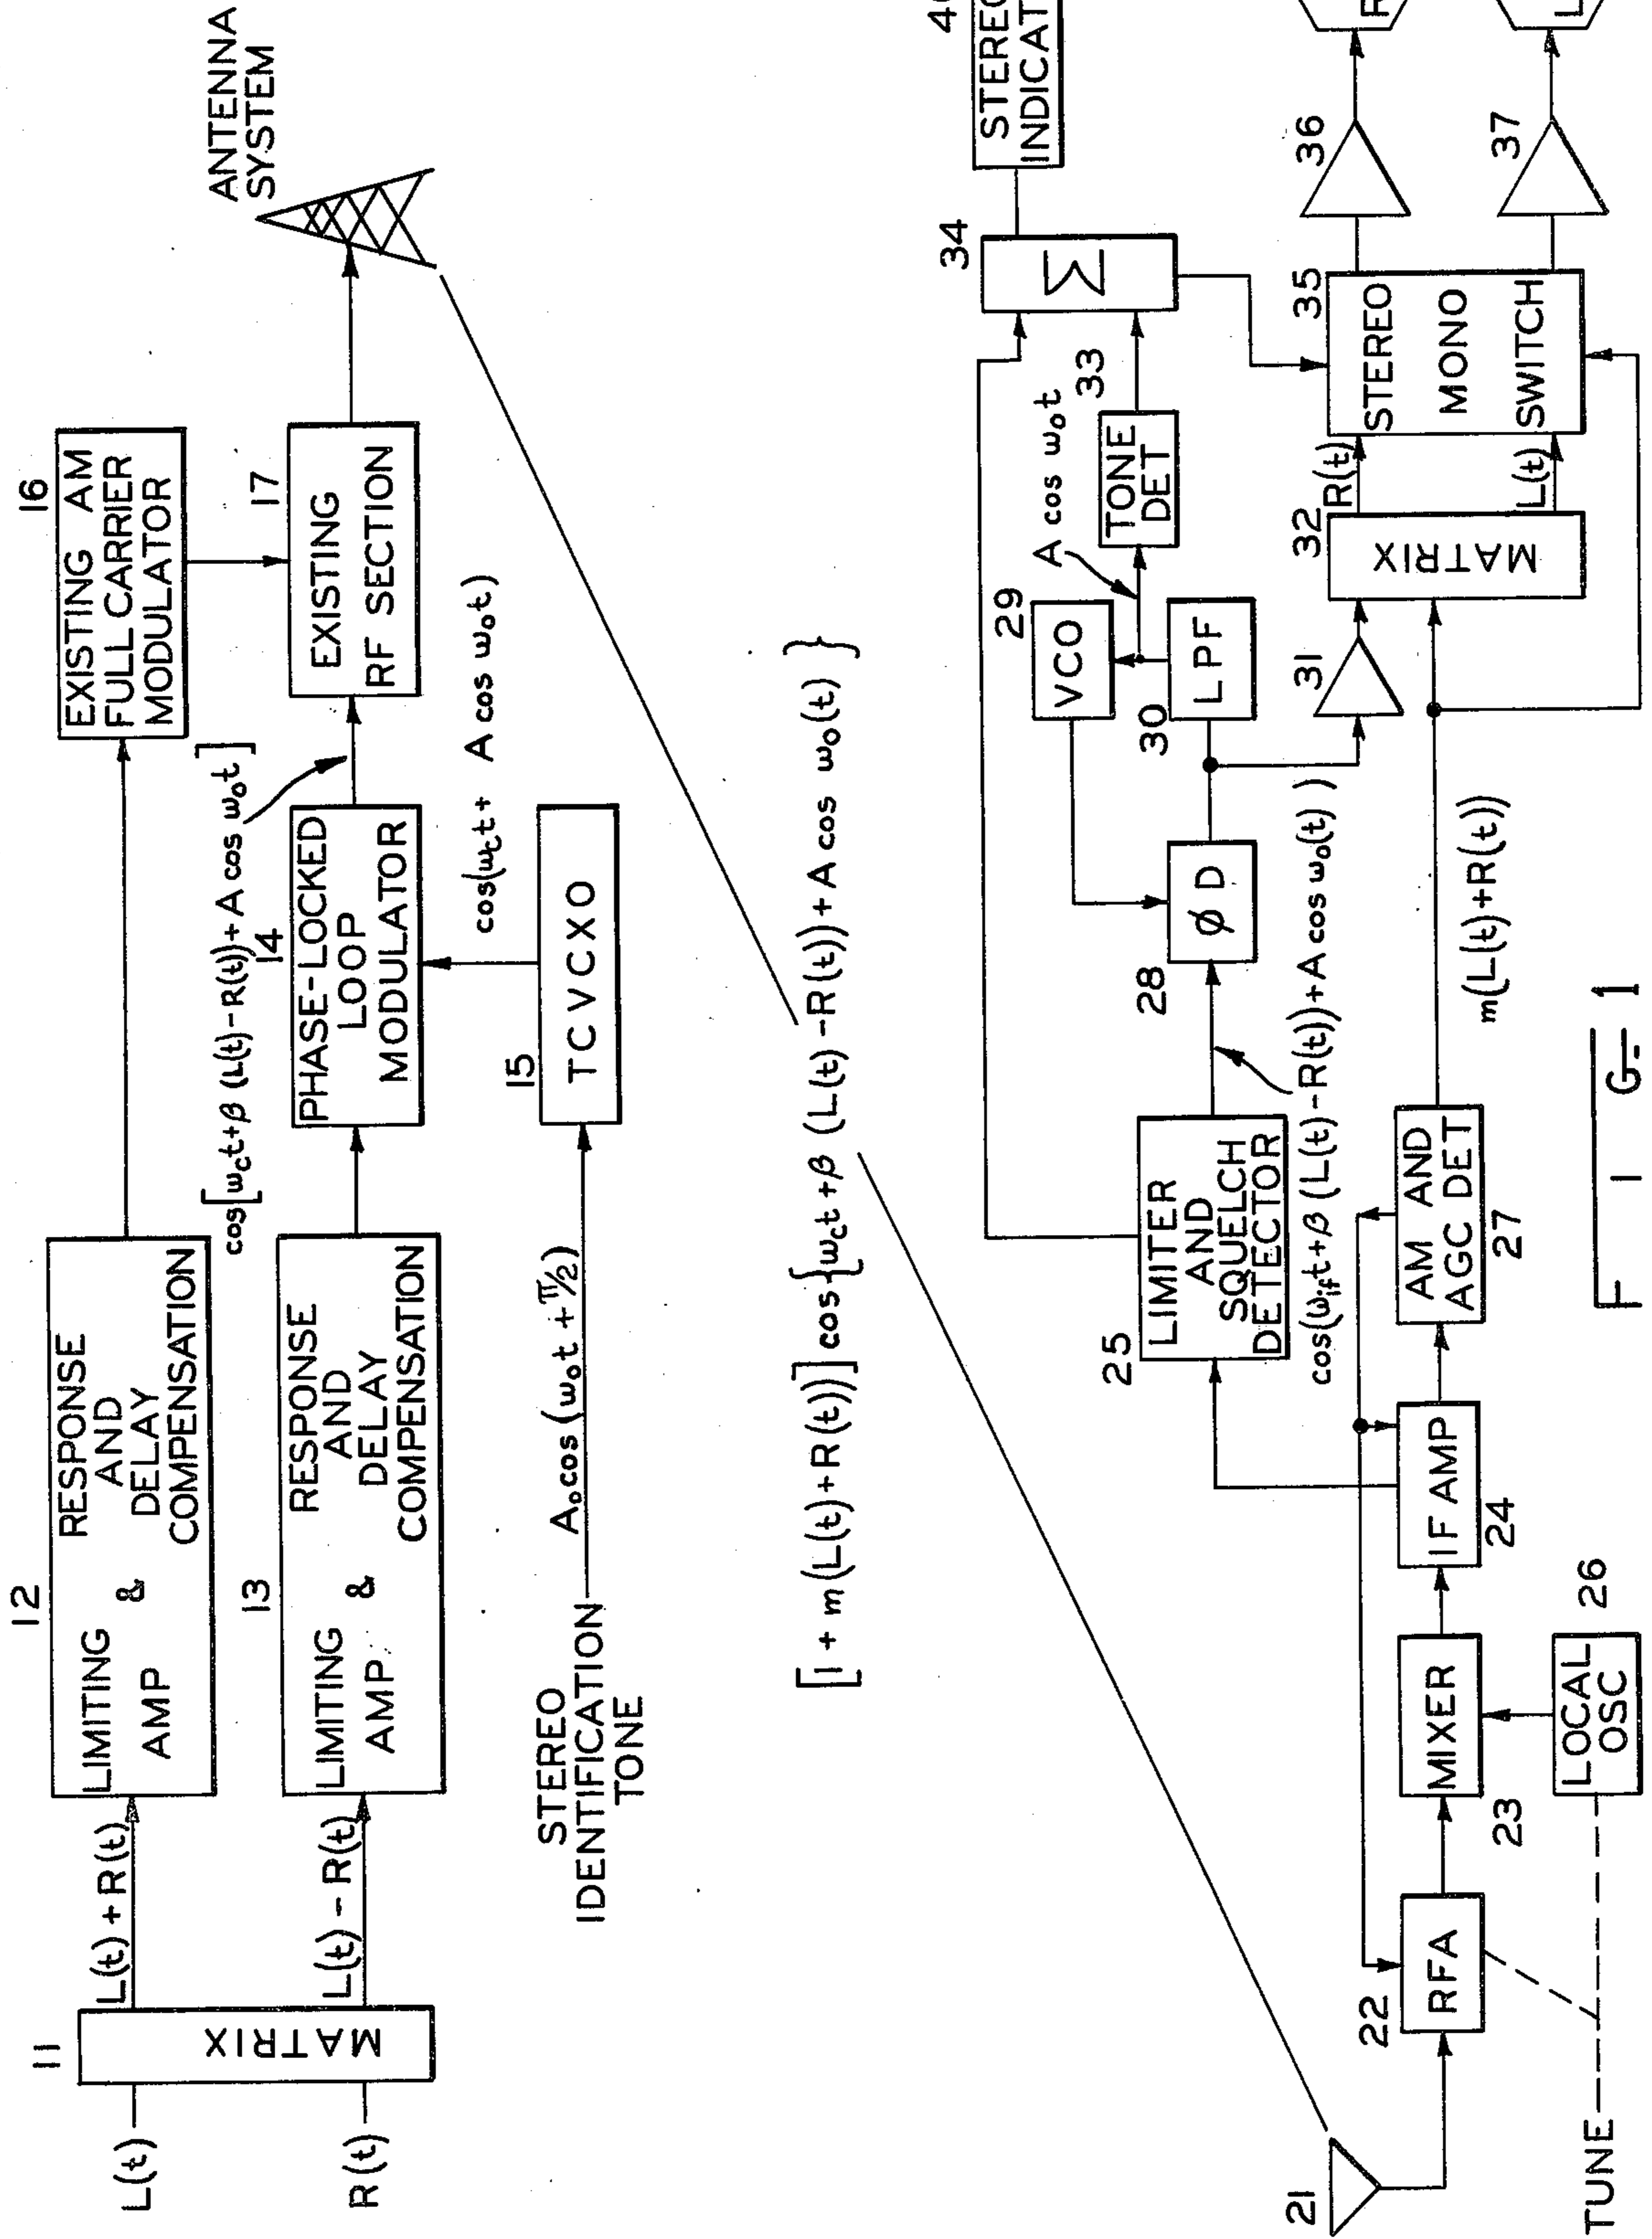 ANTENNA
SYSTEM
16
EXISTING AM
FULL CARRIER
MODULATOR
17
EXISTING
RF SECTION
12
LIMITING & RESPONSE
AMP AND
DELAY
COMPENSATION
13
LIMITING & RESPONSE
AMP AND
DELAY
COMPENSATION
11
MATRIX
L(t)
R(t)
L(t) + R(t)
L(t) - R(t)
cos[ω_c t + β (L(t) - R(t)) + A cos ω_o t]
14
PHASE-LOCKED
LOOP
MODULATOR
cos(ω_c t + A cos ω_o t)
15
TCVCXO
STEREO
IDENTIFICATION
TONE
A_o cos (ω_o t + π/2)
[1 + m(L(t) + R(t))] cos{ω_c t + β (L(t) - R(t)) + A cos ω_o(t)}
21
22
RFA
23
MIXER
24
IF AMP
25
LIMITER
AND
SQUELCH
DETECTOR
26
LOCAL
OSC
TUNE
27
AM AND
AGC DET
cos(ω_if t + β (L(t) - R(t)) + A cos ω_o(t))
m(L(t) + R(t))
28
Ø D
29
VCO
30
LPF
A cos ω_o t
TONE
DET
33
31
32
MATRIX
R(t)
L(t)
34
Σ
35
STEREO
MONO
SWITCH
36
37
STEREO
R
L
FIG-1